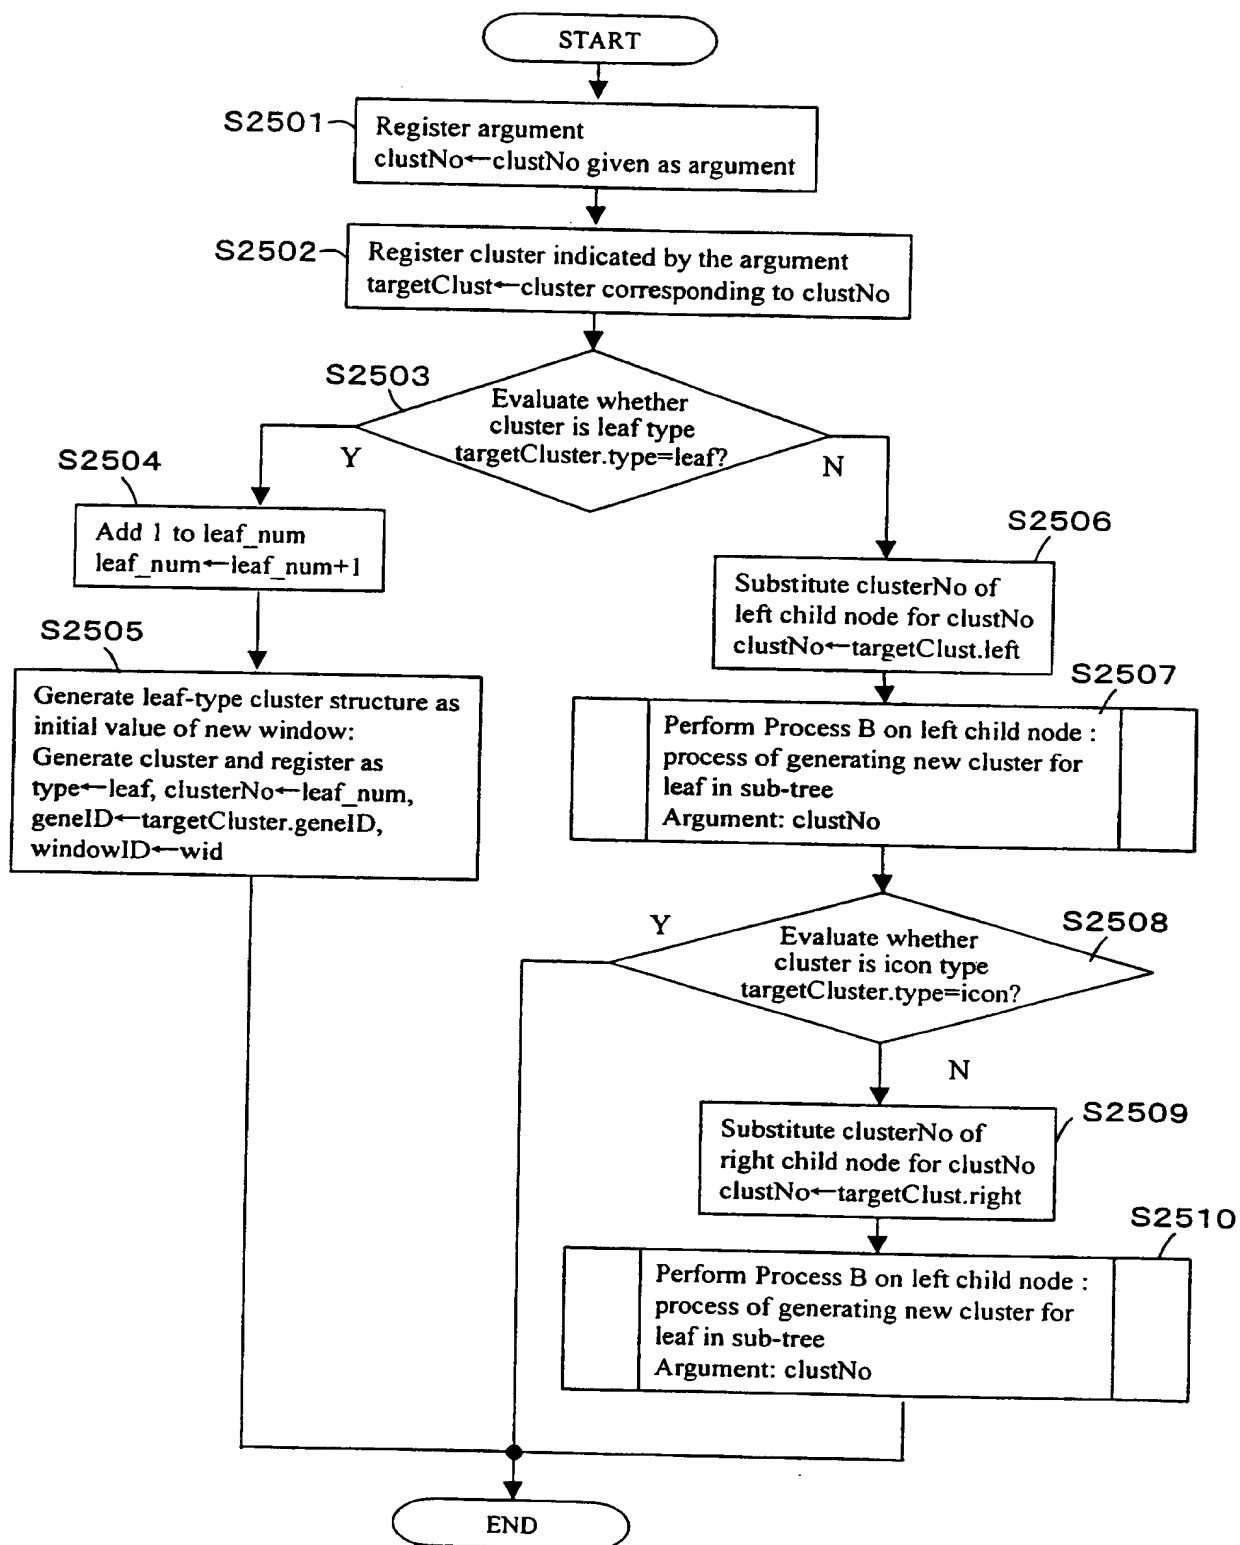 START
S2501
Register argument
clustNo←clustNo given as argument
S2502
Register cluster indicated by the argument
targetClust←cluster corresponding to clustNo
S2503
Evaluate whether
cluster is leaf type
targetCluster.type=leaf?
Y
N
S2504
Add 1 to leaf_num
leaf_num←leaf_num+1
S2505
Generate leaf-type cluster structure as
initial value of new window:
Generate cluster and register as
type←leaf, clusterNo←leaf_num,
geneID←targetCluster.geneID,
windowID←wid
S2506
Substitute clusterNo of
left child node for clustNo
clustNo←targetClust.left
S2507
Perform Process B on left child node :
process of generating new cluster for
leaf in sub-tree
Argument: clustNo
S2508
Evaluate whether
cluster is icon type
targetCluster.type=icon?
Y
N
S2509
Substitute clusterNo of
right child node for clustNo
clustNo←targetClust.right
S2510
Perform Process B on left child node :
process of generating new cluster for
leaf in sub-tree
Argument: clustNo
END